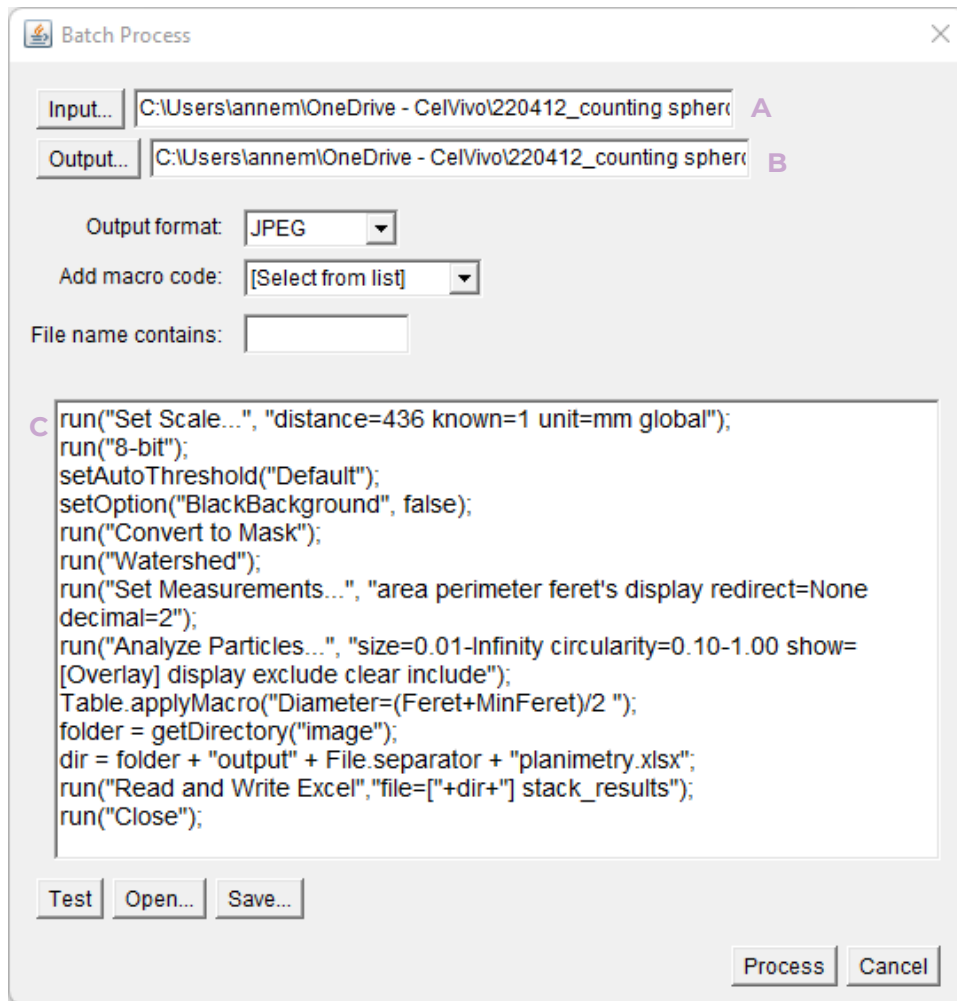 Batch Process
Input... C:\Users\annem\OneDrive - CelVivo\220412_counting sphero A
Output... C:\Users\annem\OneDrive - CelVivo\220412_counting sphero B
Output format: JPEG
Add macro code: [Select from list]
File name contains:
C
run("Set Scale...", "distance=436 known=1 unit=mm global");
run("8-bit");
setAutoThreshold("Default");
setOption("BlackBackground", false);
run("Convert to Mask");
run("Watershed");
run("Set Measurements...", "area perimeter feret's display redirect=None
decimal=2");
run("Analyze Particles...", "size=0.01-Infinity circularity=0.10-1.00 show=
[Overlay] display exclude clear include");
Table.applyMacro("Diameter=(Feret+MinFeret)/2 ");
folder = getDirectory("image");
dir = folder + "output" + File.separator + "planimetry.xlsx";
run("Read and Write Excel","file=["+dir+"] stack_results");
run("Close");
Test Open... Save...
Process Cancel